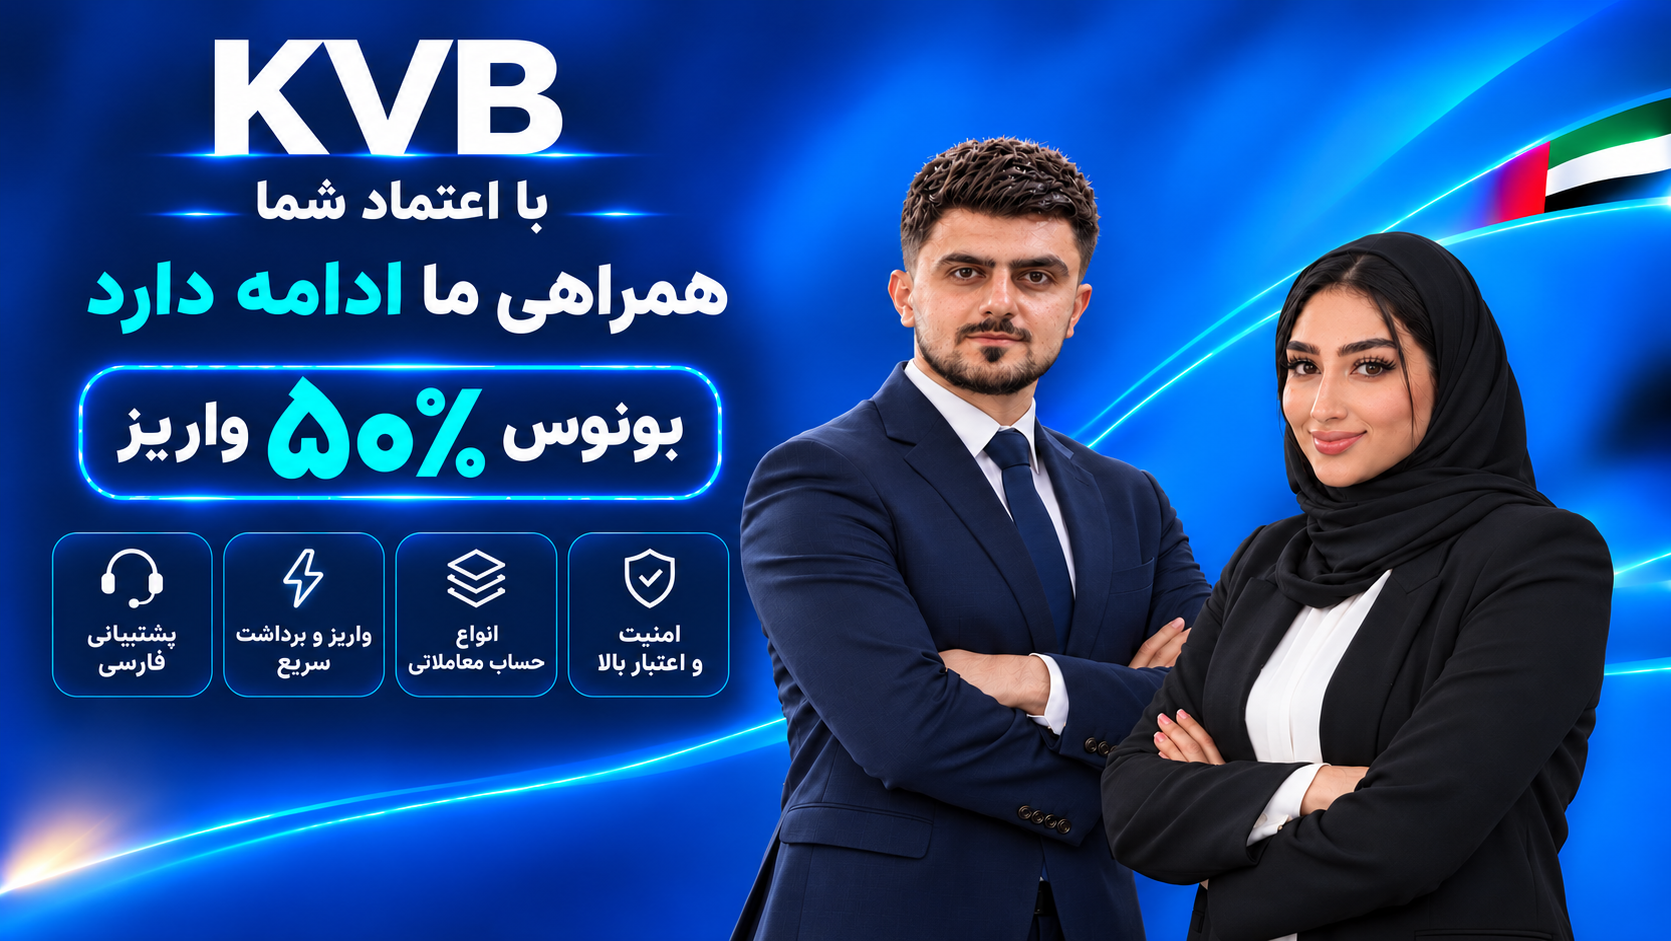 KVB
با اعتماد شما
همراهی ما ادامه دارد
بونوس ۵۰% واریز
امنیت
و اعتبار بالا
انواع
حساب معاملاتی
واریز و برداشت
سریع
پشتیبانی
فارسی